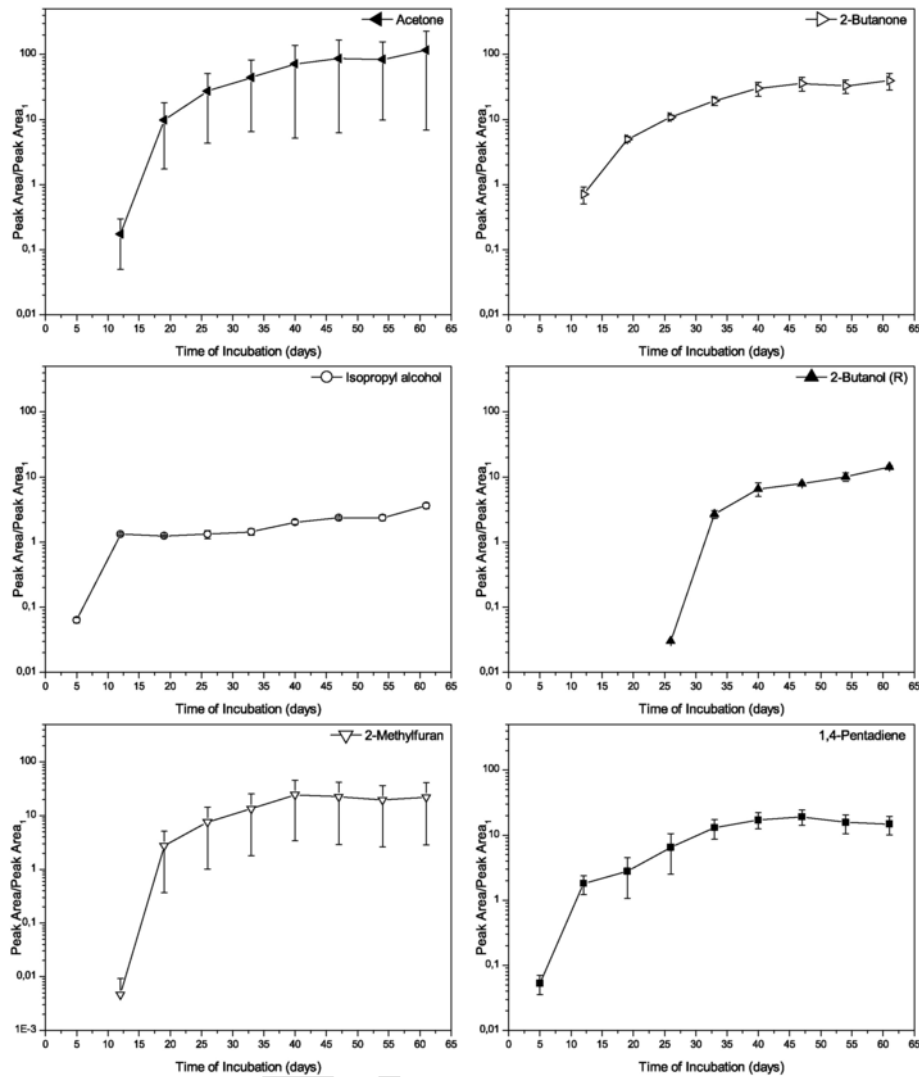 Acetone
100
10
1
0,1
0,01
Peak Area/Peak Area1
0 5 10 15 20 25 30 35 40 45 50 55 60 65
Time of Incubation (days)
2-Butanone
100
10
1
0,1
0,01
Peak Area/Peak Area1
0 5 10 15 20 25 30 35 40 45 50 55 60 65
Time of Incubation (days)
Isopropyl alcohol
100
10
1
0,1
0,01
Peak Area/Peak Area1
0 5 10 15 20 25 30 35 40 45 50 55 60 65
Time of Incubation (days)
2-Butanol (R)
100
10
1
0,1
0,01
Peak Area/Peak Area1
0 5 10 15 20 25 30 35 40 45 50 55 60 65
Time of Incubation (days)
2-Methylfuran
100
10
1
0,1
0,01
1E-3
Peak Area/Peak Area1
0 5 10 15 20 25 30 35 40 45 50 55 60 65
Time of Incubation (days)
1,4-Pentadiene
100
10
1
0,1
0,01
Peak Area/Peak Area1
0 5 10 15 20 25 30 35 40 45 50 55 60 65
Time of Incubation (days)